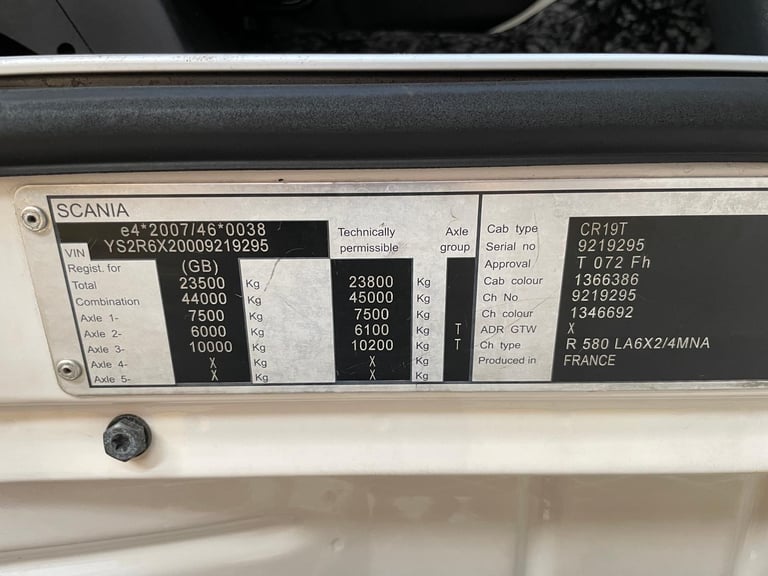 SCANIA
e4*2007/46*0038
VIN YS2R6X20009219295
Technically permissible
Axle group
Regist. for (GB)
Total 23500 Kg 23800 Kg
Combination 44000 Kg 45000 Kg
Axle 1- 7500 Kg 7500 Kg
Axle 2- 6000 Kg 6100 Kg T
Axle 3- 10000 Kg 10200 Kg T
Axle 4- X Kg X Kg
Axle 5- X Kg X Kg
Cab type CR19T
Serial no 9219295
Approval T 072 Fh
Cab colour 1366386
Ch No 9219295
Ch colour 1346692
ADR GTW X
Ch type R 580 LA6X2/4MNA
Produced in FRANCE